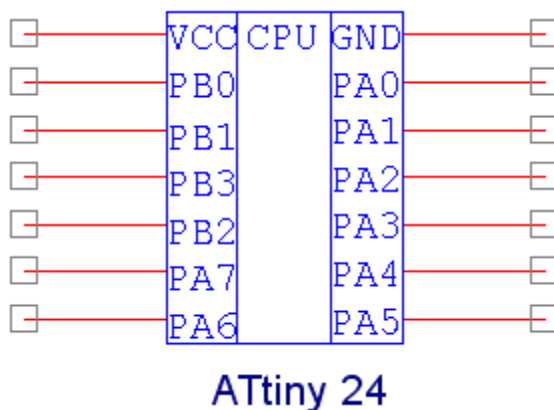 VCC CPU GND
PB0 PA0
PB1 PA1
PB3 PA2
PB2 PA3
PA7 PA4
PA6 PA5
ATtiny 24